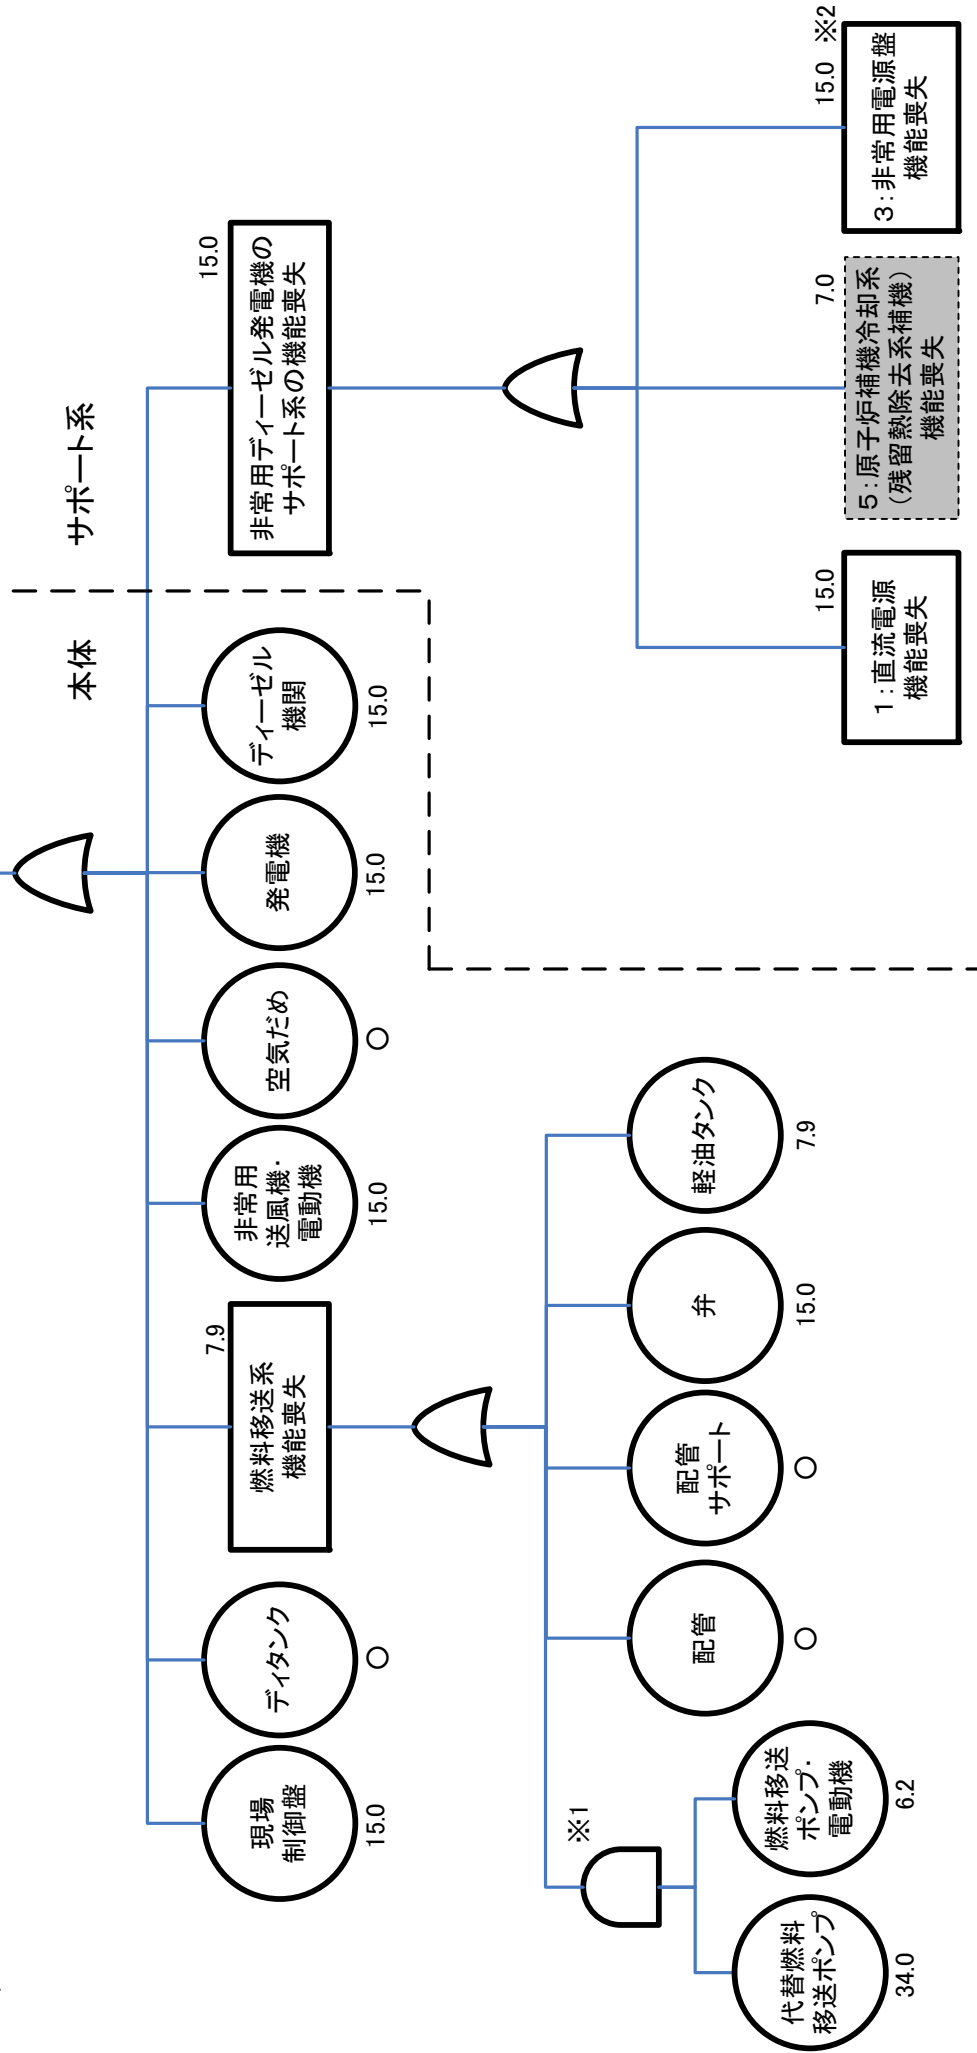 本体
サポート系
現場
制御盤
15.0
ディタンク
○
7.9
燃料移送系
機能喪失
非常用
送風機・
電動機
15.0
空気だめ
○
発電機
15.0
ディーゼル
機関
15.0
15.0
非常用ディーゼル発電機の
サポート系の機能喪失
※1
代替燃料
移送ポンプ
34.0
燃料移送
ポンプ・
電動機
6.2
配管
○
配管
サポート
○
弁
15.0
軽油タンク
7.9
15.0
1:直流電源
機能喪失
7.0
5:原子炉補機冷却系
(残留熱除去系補機)
機能喪失
15.0 ※2
3:非常用電源盤
機能喪失